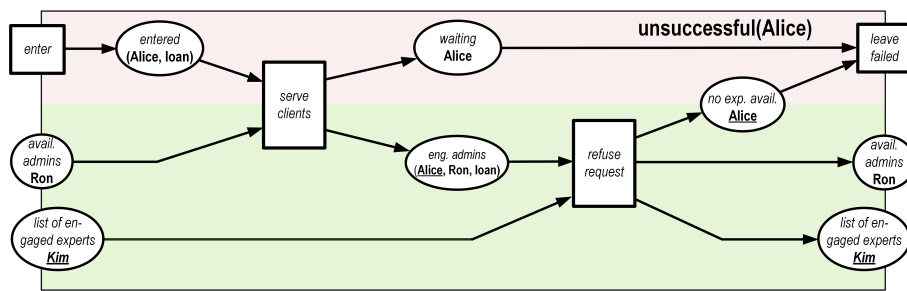 unsuccessful(Alice)
enter
entered
(Alice, loan)
waiting
Alice
leave
failed
serve
clients
no exp. avail.
Alice
avail.
admins
Ron
eng. admins
(Alice, Ron, loan)
refuse
request
avail.
admins
Ron
list of en-
gaged experts
Kim
list of en-
gaged experts
Kim